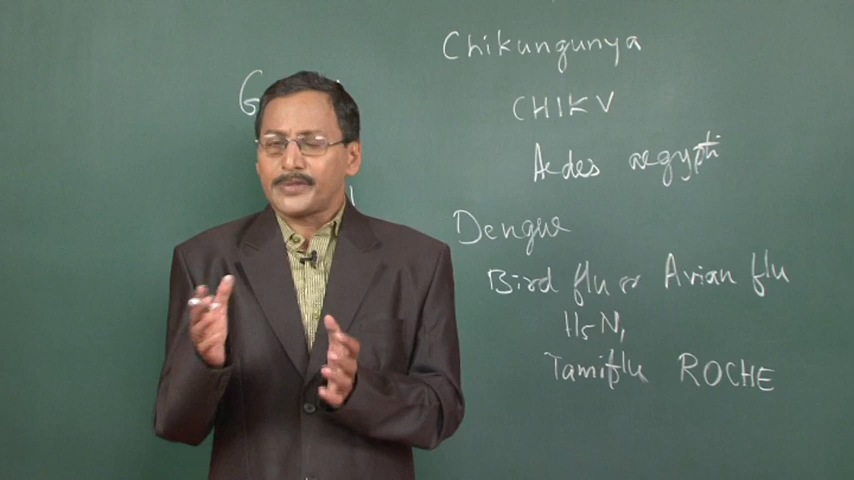 Chikungunya
CHIKV
Aedes aegypti
Dengue
Bird flu or Avian flu
H5N1
Tamiflu ROCHE